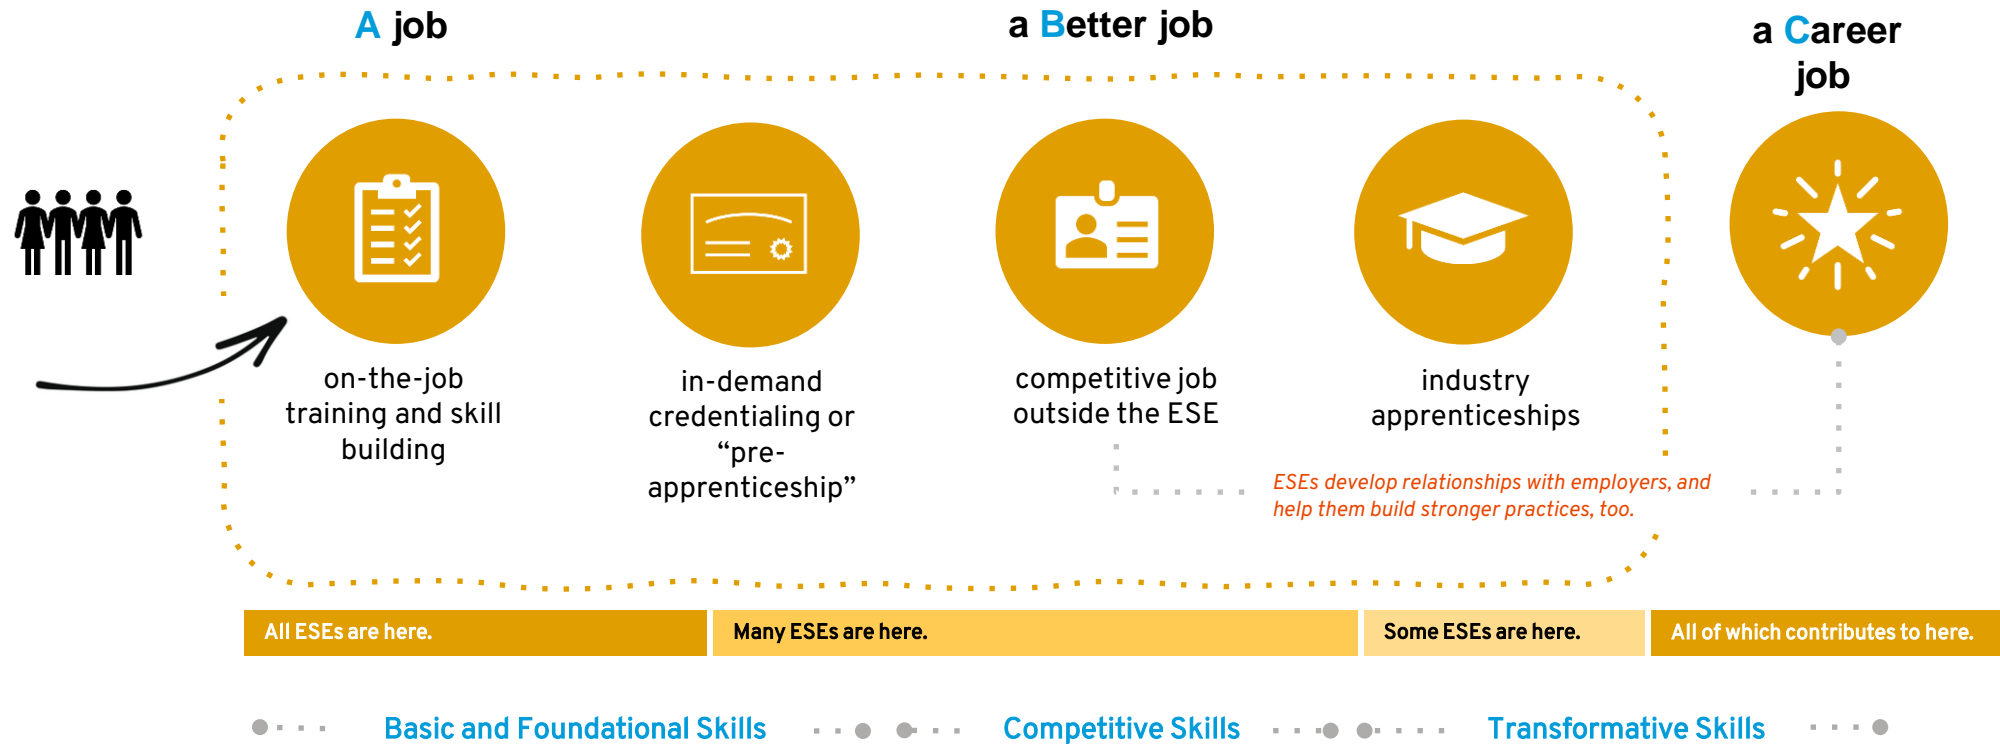 A job
a Better job
a Career
job
on-the-job
training and skill
building
in-demand
credentialing or
“pre-
apprenticeship”
competitive job
outside the ESE
industry
apprenticeships
ESEs develop relationships with employers, and
help them build stronger practices, too.
All ESEs are here.
Many ESEs are here.
Some ESEs are here.
All of which contributes to here.
Basic and Foundational Skills
Competitive Skills
Transformative Skills